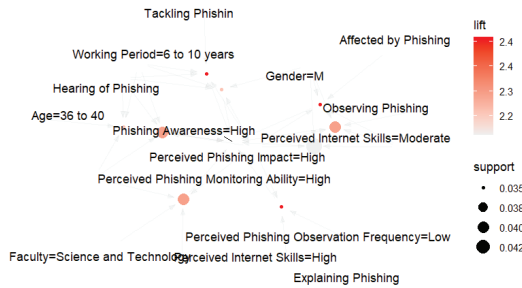 Tackling Phishin
lift
Working Period=6 to 10 years
Affected by Phishing
2.4
Hearing of Phishing
Gender=M
2.3
Age=36 to 40
Observing Phishing
2.2
Phishing Awareness=High
Perceived Internet Skills=Moderate
Perceived Phishing Impact=High
support
Perceived Phishing Monitoring Ability=High
0.035
0.038
0.040
Perceived Phishing Observation Frequency=Low
0.042
Faculty=Science and Technology
Perceived Internet Skills=High
Explaining Phishing